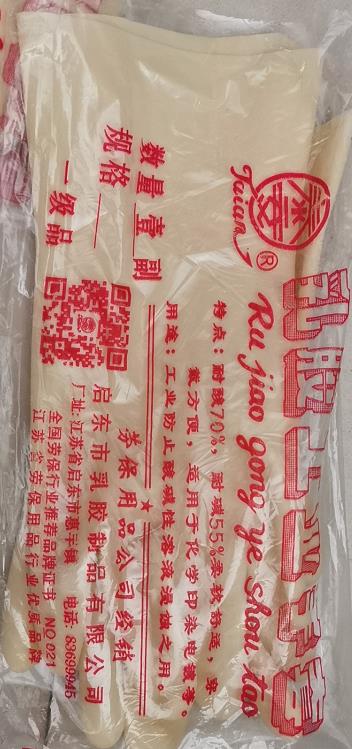 乳胶工业手套
Ru jiao gong ye shou tao
®
特点：耐酸70%，耐碱55%柔软舒适，穿
戴方便，适用于化学印染电镀等。
用途：工业防止酸碱性溶液浸蚀之用。
数量 壹 副
规格
一级品
劳保用品公司经销
启东市乳胶制品有限公司
厂址：江苏省启东市惠宇镇 电话：83699945
全国劳保行业推荐品牌证书 NO 021
江苏省劳保用品行业优质品牌